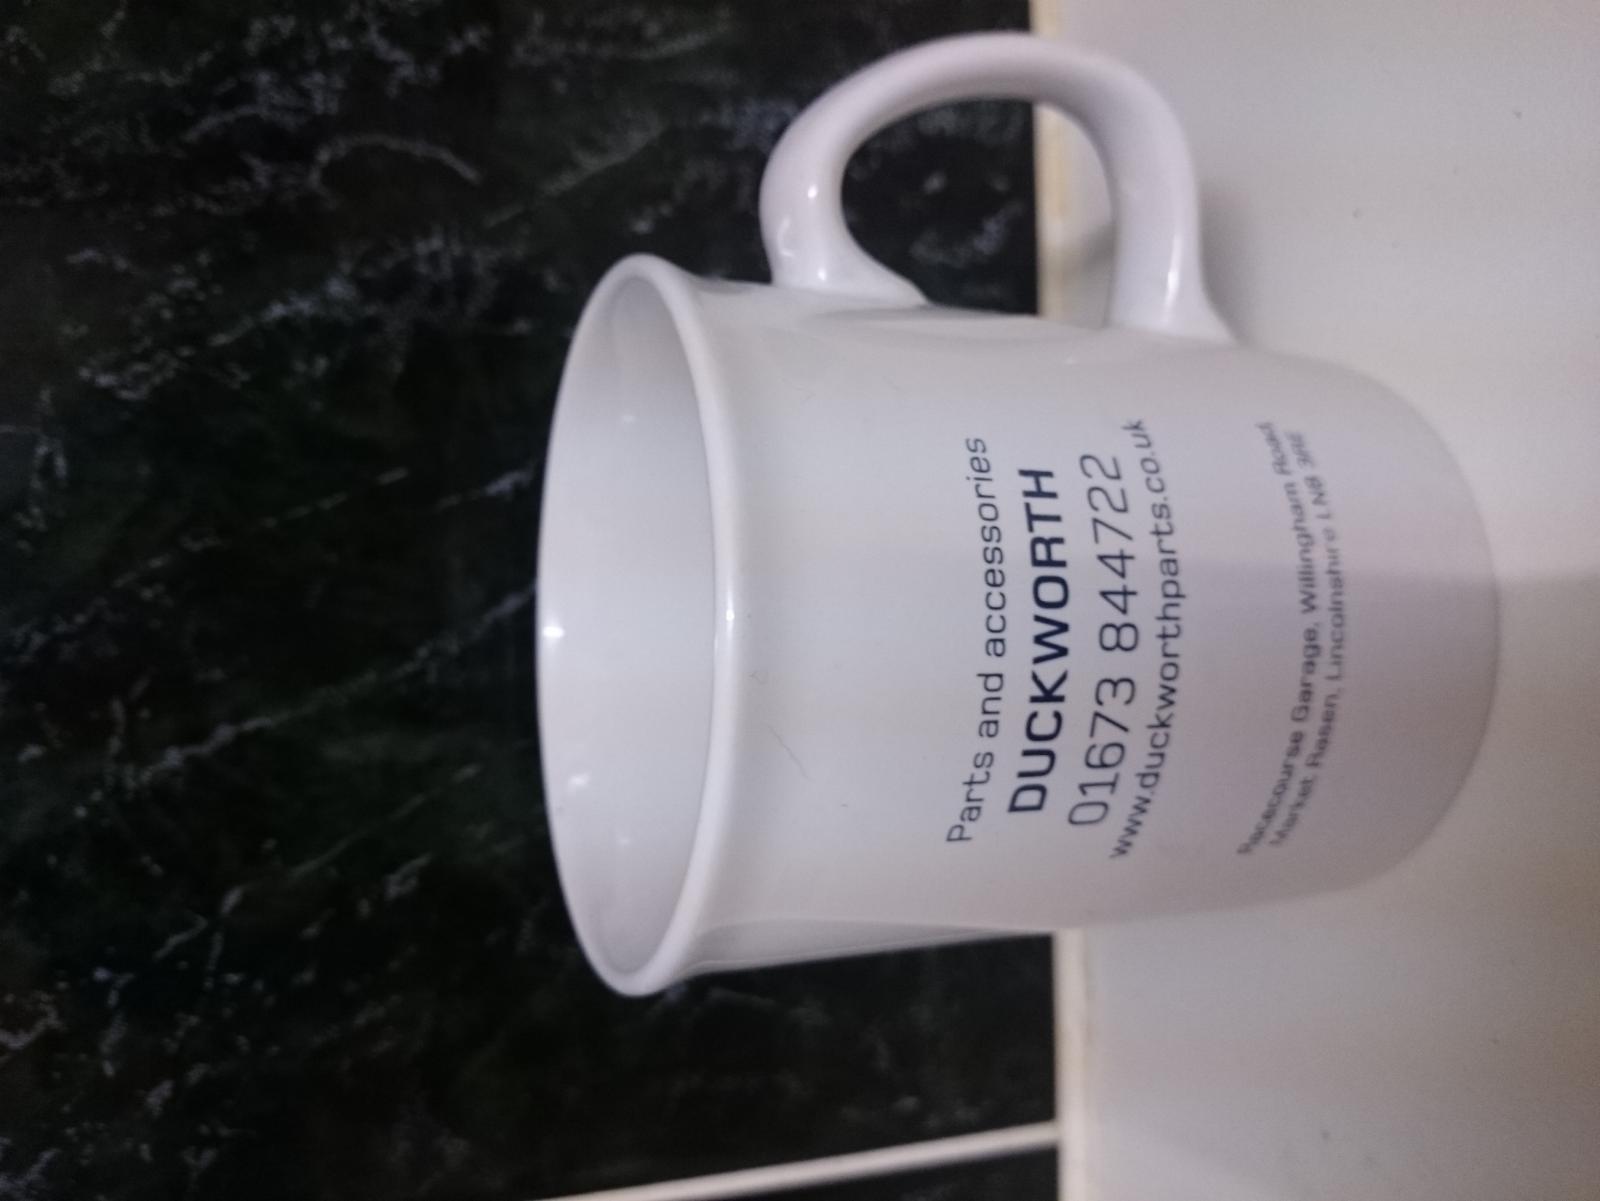 Parts and accessories
DUCKWORTH
01673 844722
www.duckworthparts.co.uk
Racecourse Garage, Willingham Road,
Market Rasen, Lincolnshire LN8 3RE